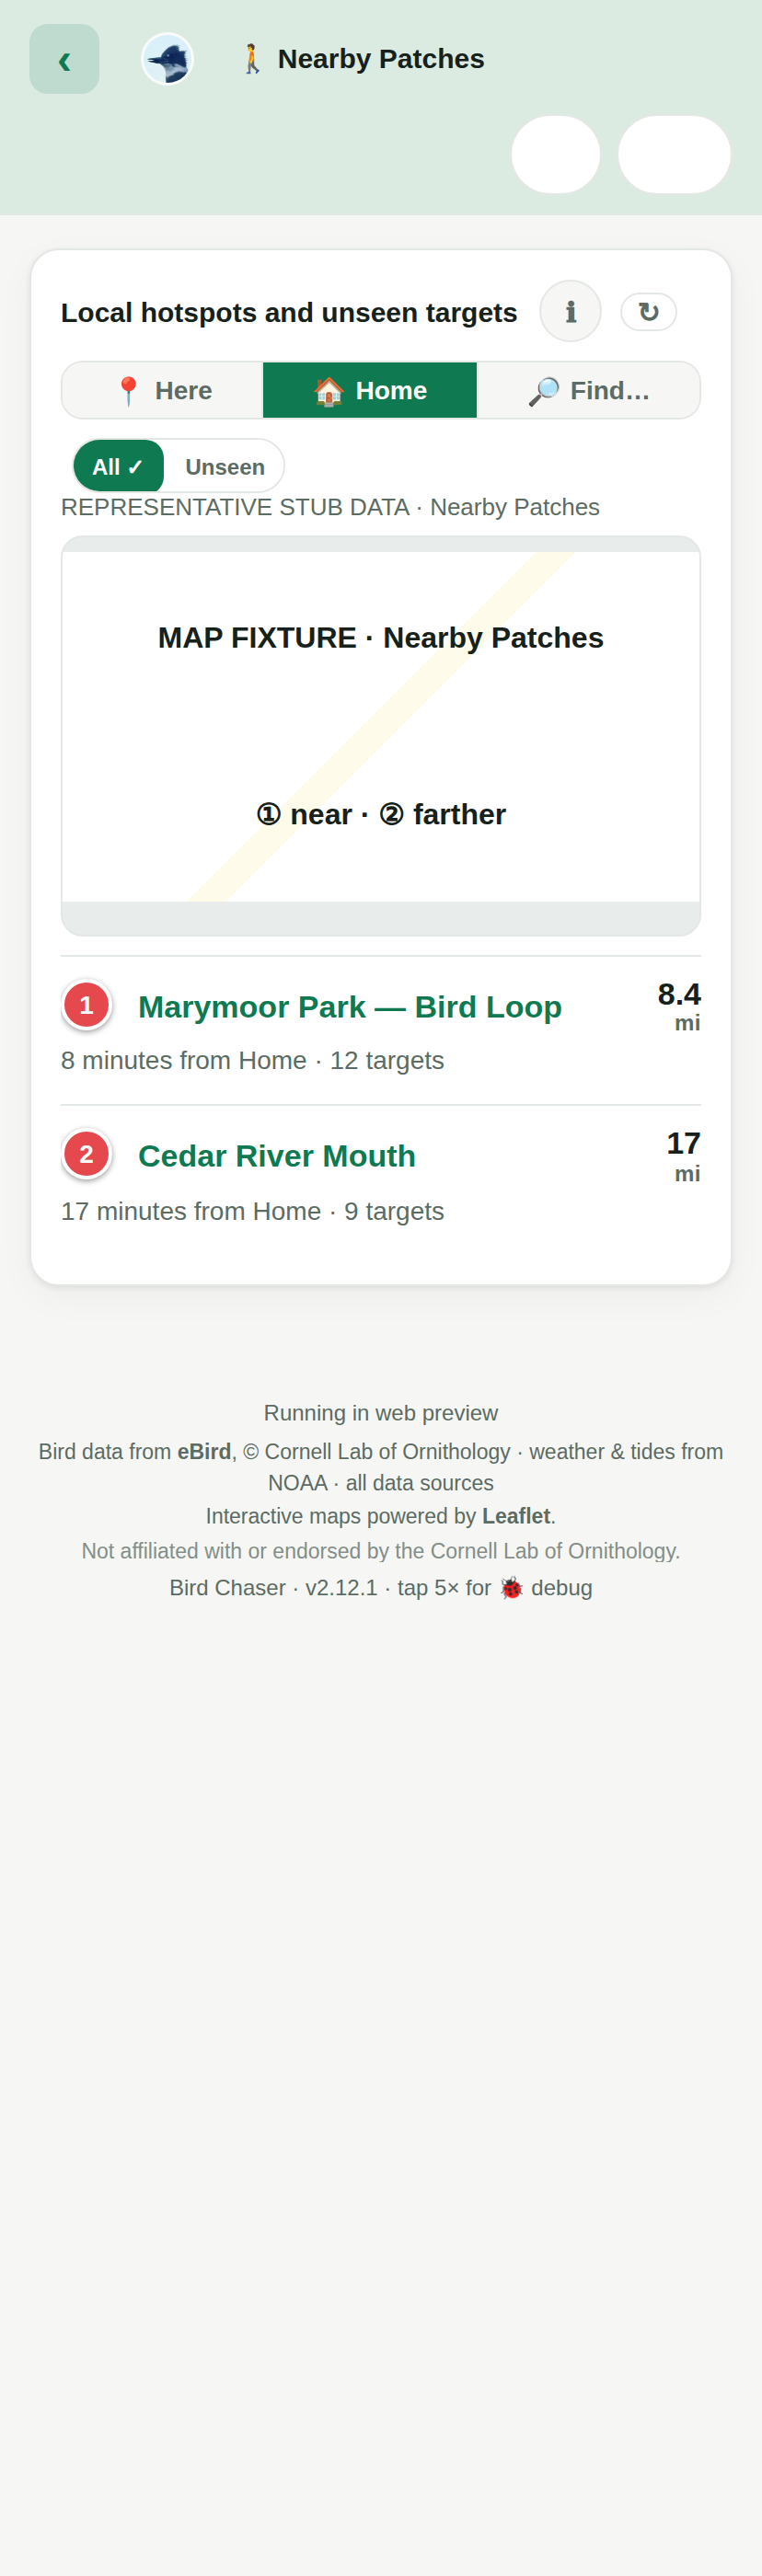 ‹ 🚶 Nearby Patches
Local hotspots and unseen targets ℹ ↻
📍 Here 🏠 Home 🔎 Find…
All ✓ Unseen
REPRESENTATIVE STUB DATA · Nearby Patches
MAP FIXTURE · Nearby Patches
① near · ② farther
1 Marymoor Park — Bird Loop 8.4
mi
8 minutes from Home · 12 targets
2 Cedar River Mouth 17
mi
17 minutes from Home · 9 targets
Running in web preview
Bird data from eBird, © Cornell Lab of Ornithology · weather & tides from
NOAA · all data sources
Interactive maps powered by Leaflet.
Not affiliated with or endorsed by the Cornell Lab of Ornithology.
Bird Chaser · v2.12.1 · tap 5× for 🐞 debug